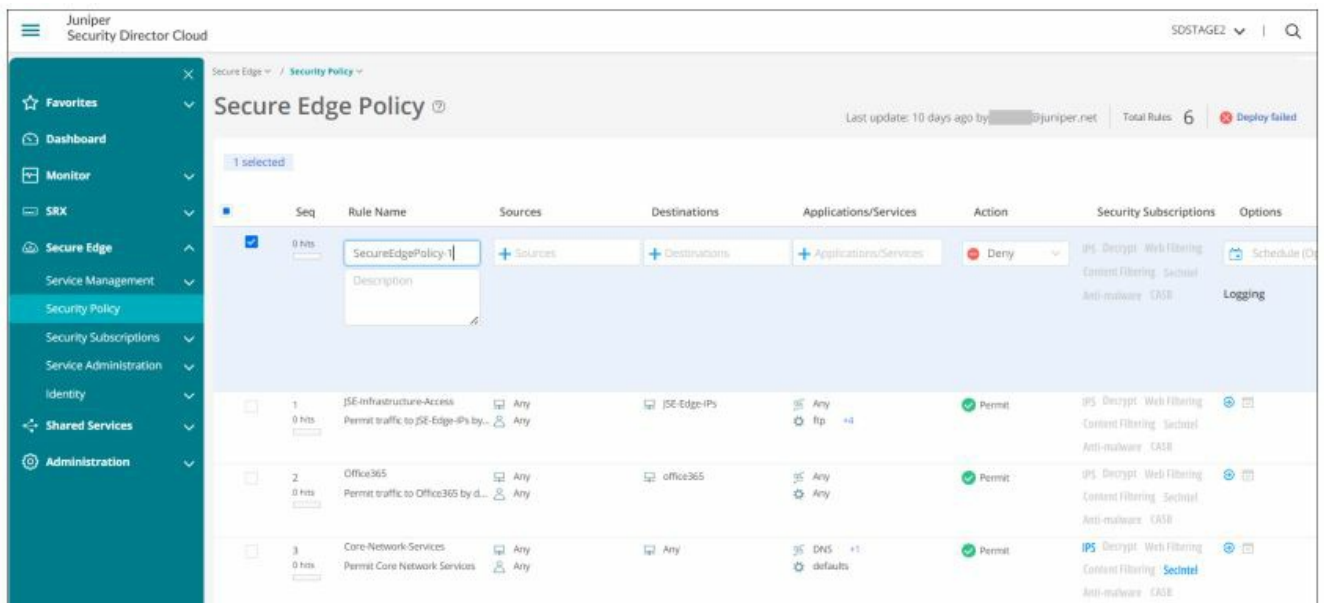 Juniper
Security Director Cloud
SDSTAGE2
Secure Edge / Security Policy
Favorites
Dashboard
Monitor
SRX
Secure Edge
Service Management
Security Policy
Security Subscriptions
Service Administration
Identity
Shared Services
Administration
Secure Edge Policy
Last update: 10 days ago by @juniper.net Total Rules 6 Deploy failed
1 selected
Seq Rule Name Sources Destinations Applications/Services Action Security Subscriptions Options
0 hits SecureEdgePolicy-1 Sources Destinations Applications/Services Deny IPS Decrypt Web Filtering Schedule (Op
Description Content Filtering SecIntel
Anti-malware CASB Logging
1 JSE-Infrastructure-Access Any JSE-Edge-IPs Any Permit IPS Decrypt Web Filtering
0 hits Permit traffic to JSE-Edge-IPs by... Any ftp +4 Content Filtering SecIntel
Anti-malware CASB
2 Office365 Any office365 Any Permit IPS Decrypt Web Filtering
0 hits Permit traffic to Office365 by d... Any Any Content Filtering SecIntel
Anti-malware CASB
3 Core-Network-Services Any Any DNS +1 Permit IPS Decrypt Web Filtering
0 hits Permit Core Network Services Any defaults Content Filtering SecIntel
Anti-malware CASB